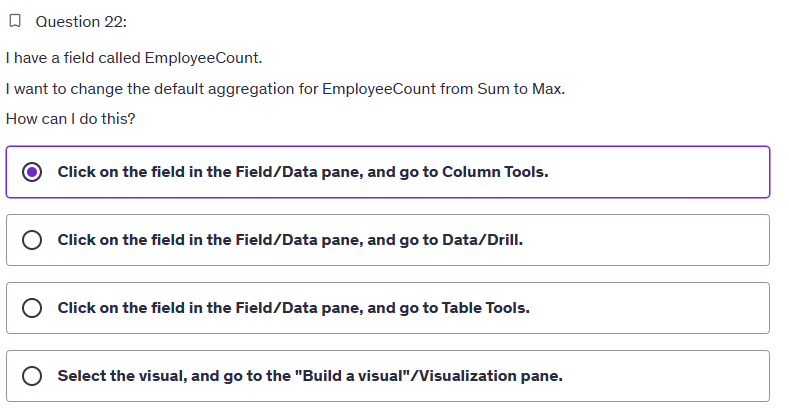 Question 22:
I have a field called EmployeeCount.
I want to change the default aggregation for EmployeeCount from Sum to Max.
How can I do this?
Click on the field in the Field/Data pane, and go to Column Tools.
Click on the field in the Field/Data pane, and go to Data/Drill.
Click on the field in the Field/Data pane, and go to Table Tools.
Select the visual, and go to the "Build a visual"/Visualization pane.